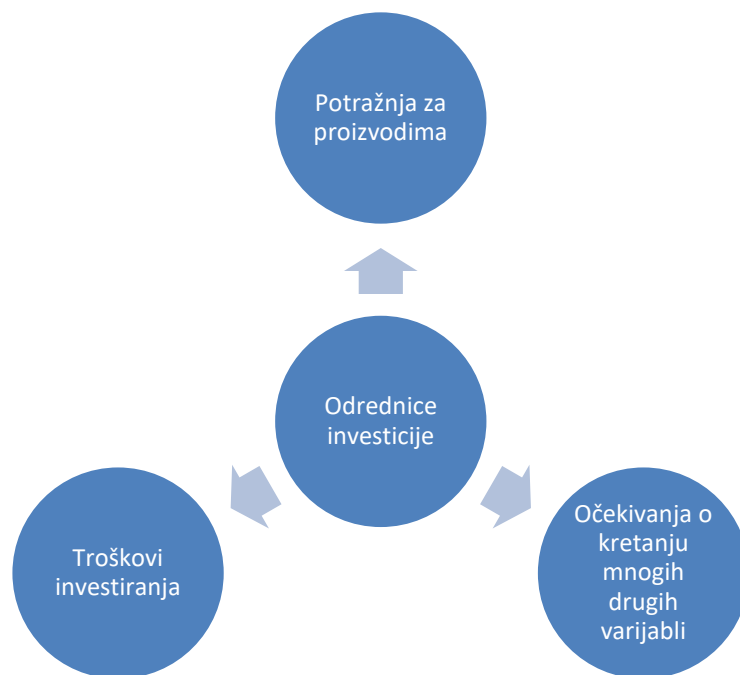 Potražnja za
proizvodima
Odrednice
investicije
Troškovi
investiranja
Očekivanja o
kretanju
mnogih
drugih
varijabli